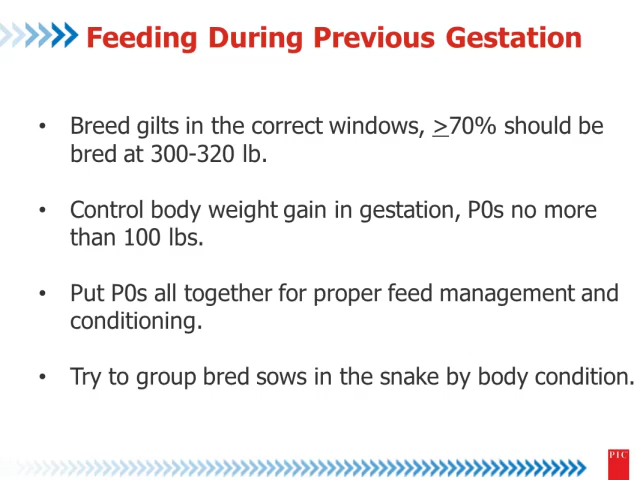 Feeding During Previous Gestation
• Breed gilts in the correct windows, >70% should be
bred at 300-320 lb.
• Control body weight gain in gestation, P0s no more
than 100 lbs.
• Put P0s all together for proper feed management and
conditioning.
• Try to group bred sows in the snake by body condition.
PIC